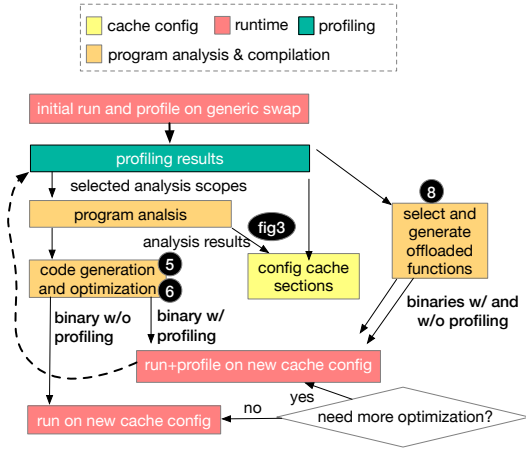 cache config
runtime
profiling
program analysis & compilation
initial run and profile on generic swap
profiling results
selected analysis scopes
program analsis
analysis results
fig3
8
select and
generate
offloaded
functions
code generation
and optimization
5
6
config cache
sections
binary w/o
profiling
binary w/
profiling
binaries w/ and
w/o profiling
run+profile on new cache config
yes
need more optimization?
no
run on new cache config